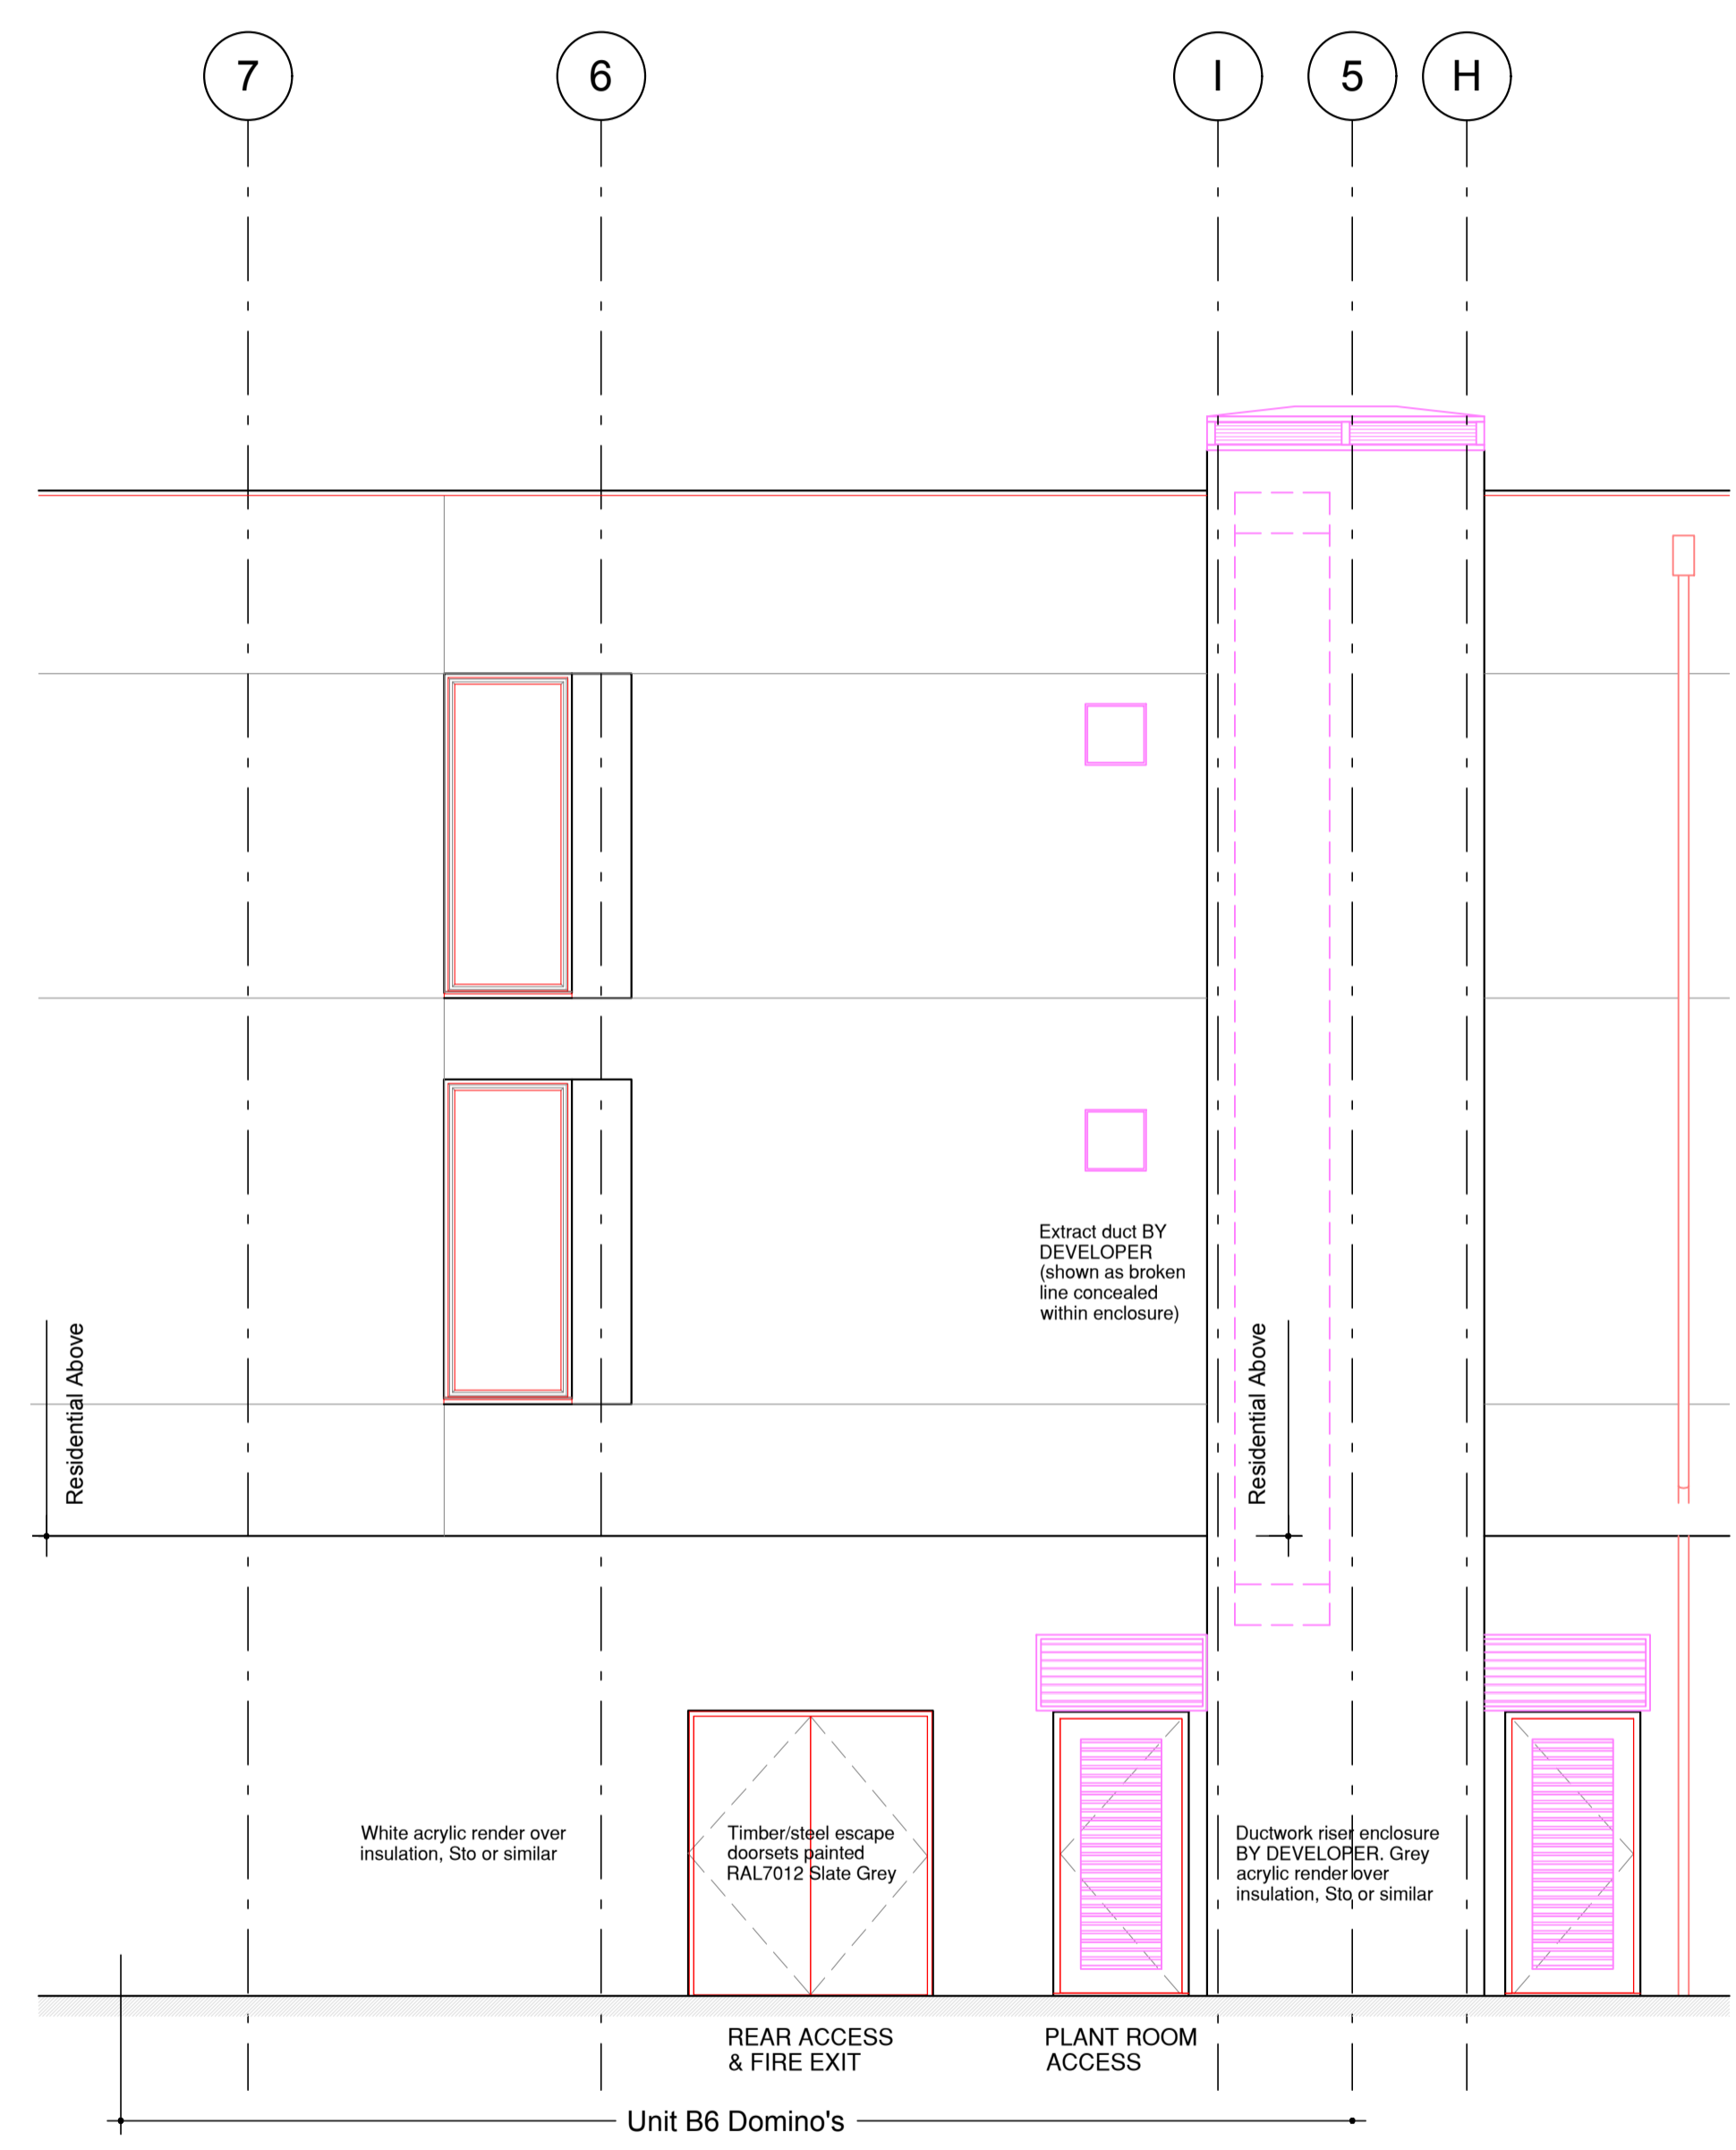 7
6
I
5
H
Extract duct BY
DEVELOPER
(shown as broken
line concealed
within enclosure)
Residential Above
Residential Above
White acrylic render over
insulation, Sto or similar
Timber/steel escape
doorsets painted
RAL7012 Slate Grey
Ductwork riser enclosure
BY DEVELOPER. Grey
acrylic render over
insulation, Sto or similar
REAR ACCESS
& FIRE EXIT
PLANT ROOM
ACCESS
Unit B6 Domino's